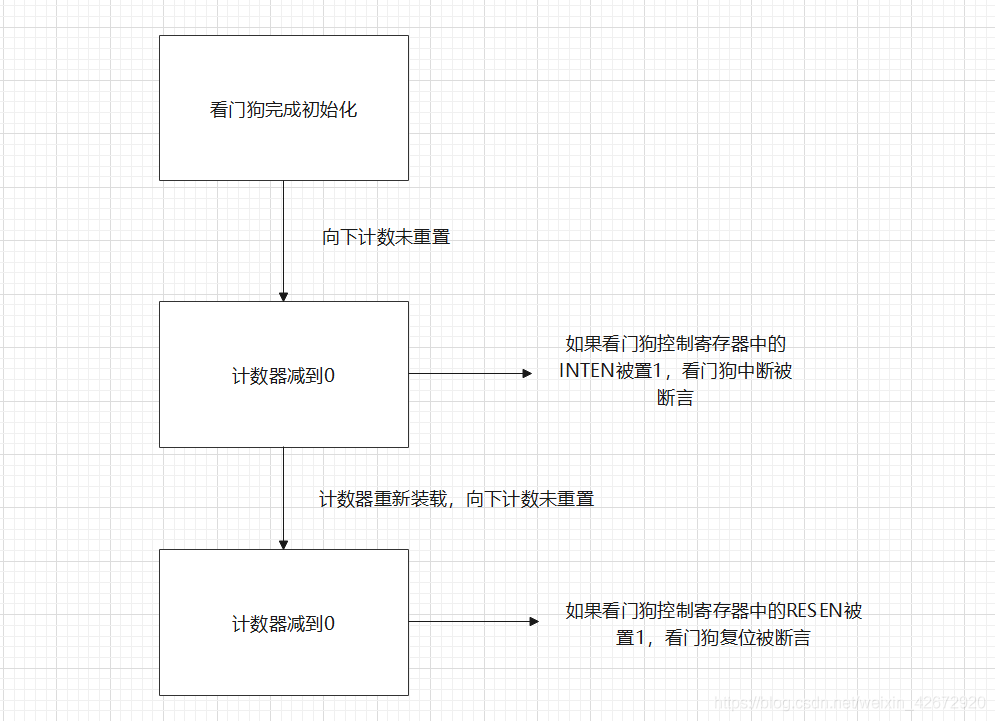 看门狗完成初始化
向下计数未重置
计数器减到0
如果看门狗控制寄存器中的
INTEN被置1，看门狗中断被
断言
计数器重新装载，向下计数未重置
计数器减到0
如果看门狗控制寄存器中的RESEN被
置1，看门狗复位被断言
https://blog.csdn.net/weixin_42672920